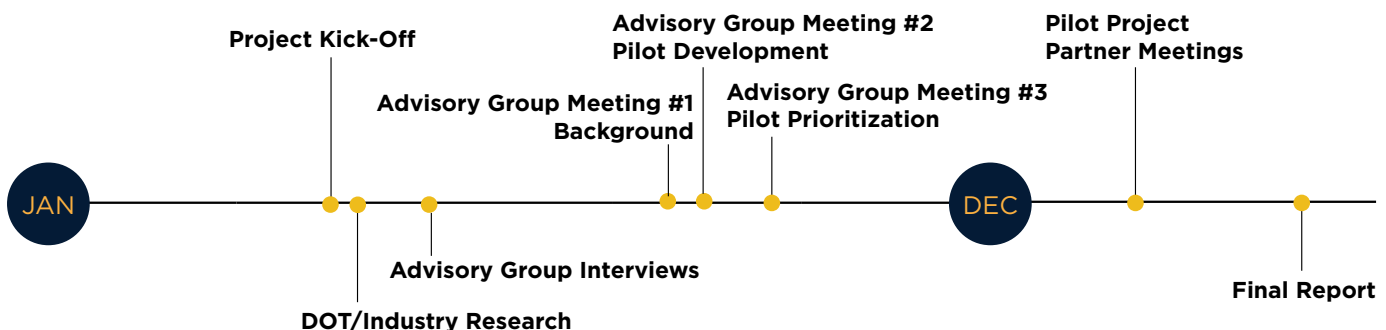 Project Kick-Off
Advisory Group Meeting #2
Pilot Development
Pilot Project
Partner Meetings
Advisory Group Meeting #1
Background
Advisory Group Meeting #3
Pilot Prioritization
JAN
DEC
Advisory Group Interviews
Final Report
DOT/Industry Research